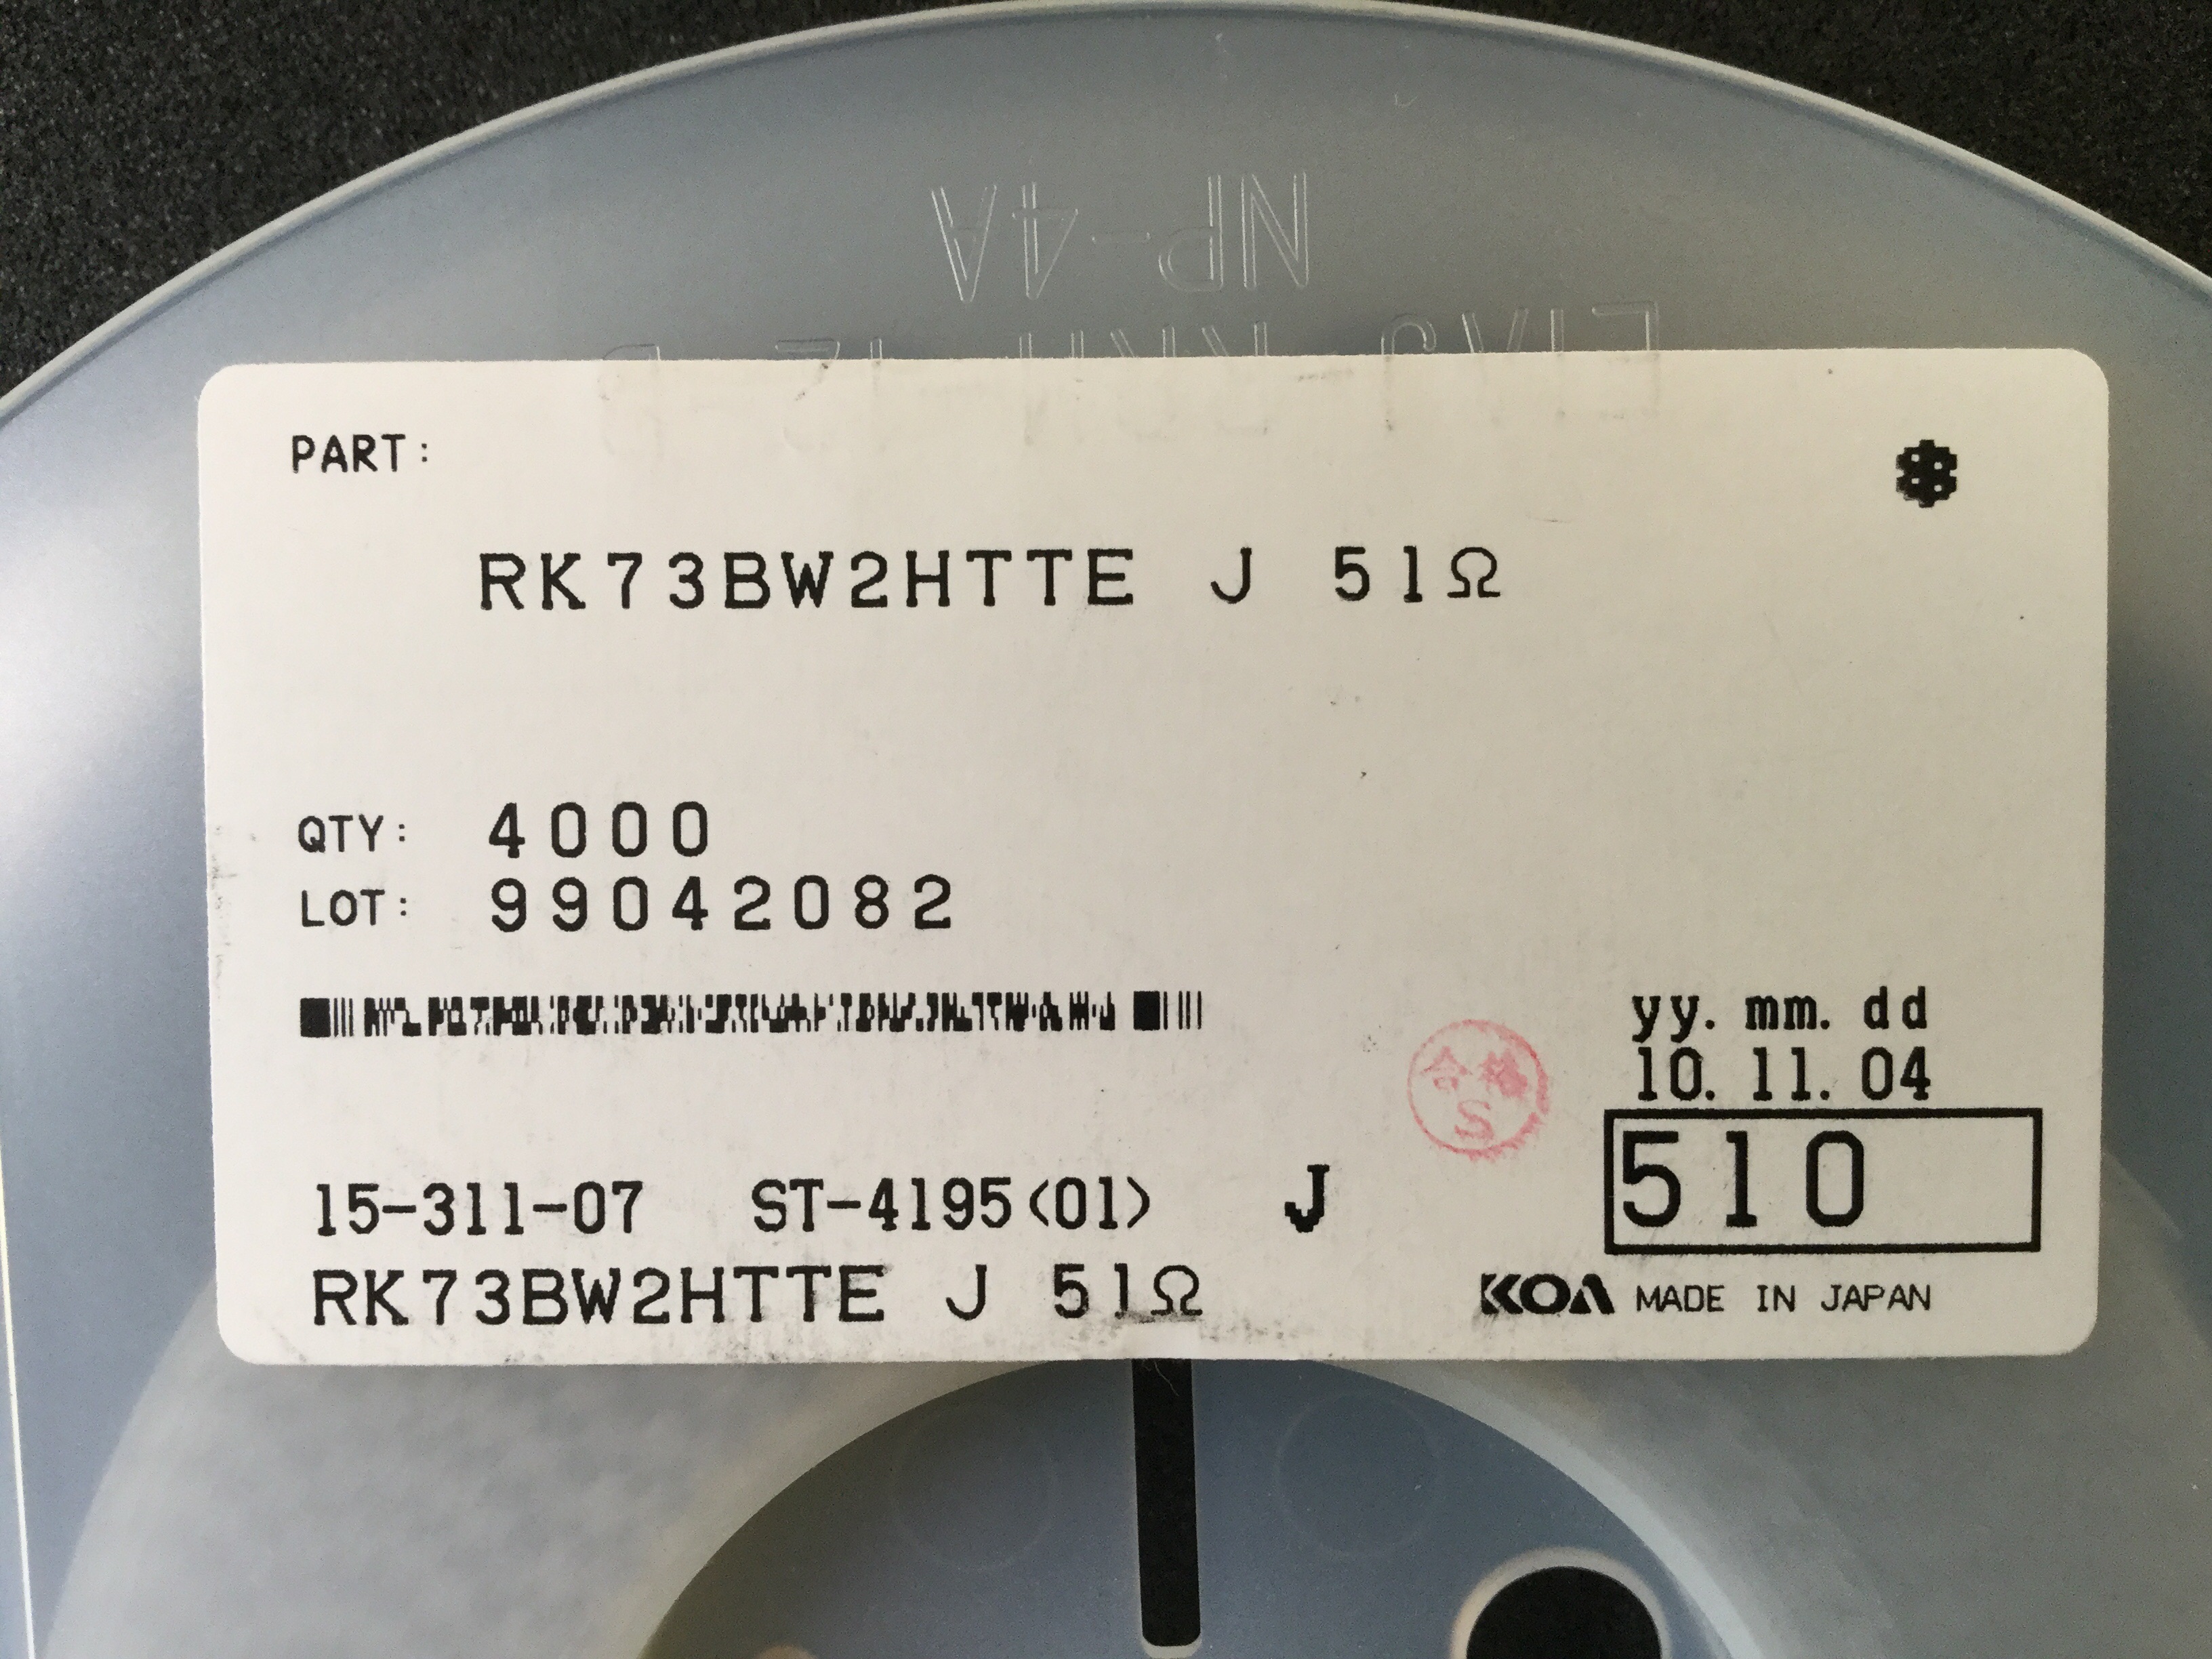 NP-4A
PART:
RK73BW2HTTE J 51Ω
QTY: 4000
LOT: 99042082
yy. mm. dd
10. 11. 04
合格
S
510
15-311-07 ST-4195<01> J
RK73BW2HTTE J 51Ω
KOA MADE IN JAPAN